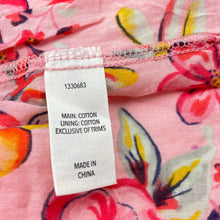 1330683
MAIN: COTTON
LINING: COTTON
EXCLUSIVE OF TRIMS
MADE IN
CHINA